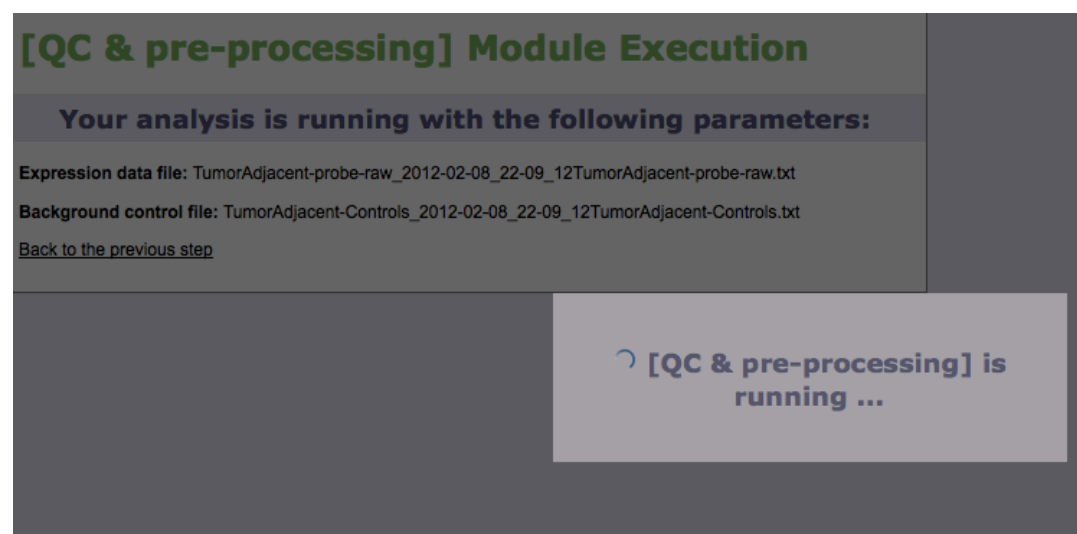 [QC & pre-processing] Module Execution
Your analysis is running with the following parameters:
Expression data file: TumorAdjacent-probe-raw_2012-02-08_22-09_12TumorAdjacent-probe-raw.txt
Background control file: TumorAdjacent-Controls_2012-02-08_22-09_12TumorAdjacent-Controls.txt
Back to the previous step
[QC & pre-processing] is
running ...